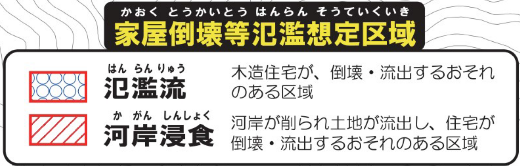 かおく とうかいとう はんらん そうていくいき
家屋倒壊等氾濫想定区域
はん らん りゅう
氾濫流
木造住宅が、倒壊・流出するおそれ
のある区域
か がん しんしょく
河岸浸食
河岸が削られ土地が流出し、住宅が
倒壊・流出するおそれのある区域